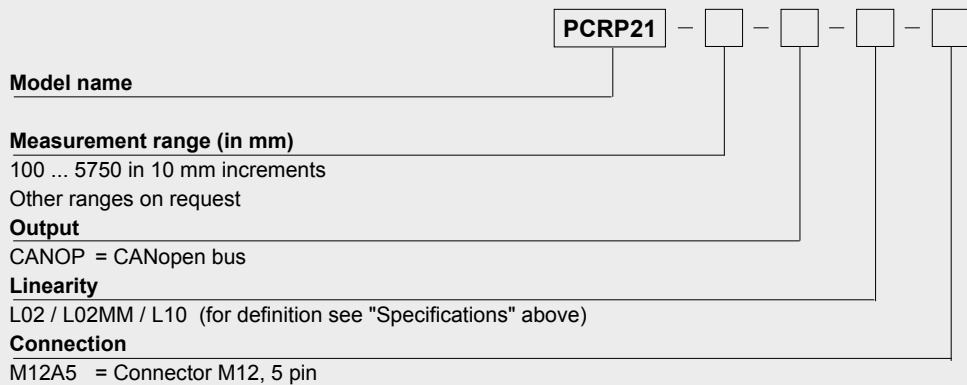 PCRP21 – – – –
Model name
Measurement range (in mm)
100 ... 5750 in 10 mm increments
Other ranges on request
Output
CANOP = CANopen bus
Linearity
L02 / L02MM / L10 (for definition see "Specifications" above)
Connection
M12A5 = Connector M12, 5 pin